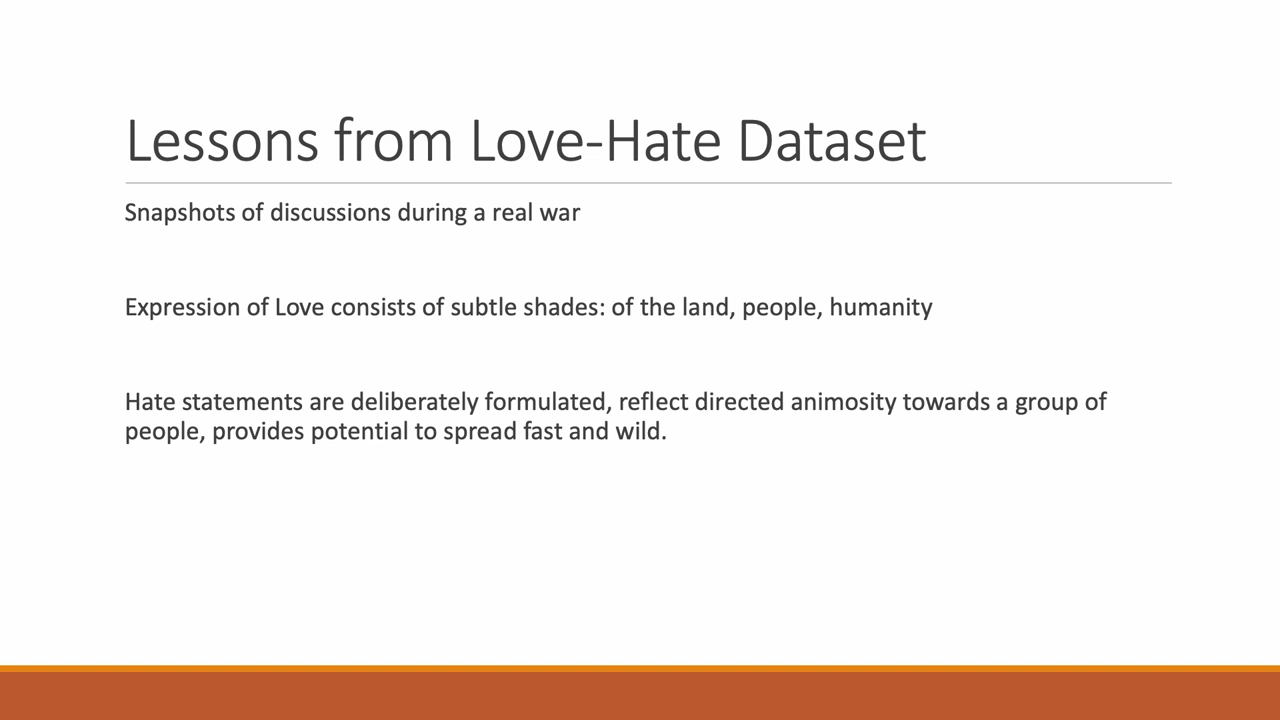 Lessons from Love-Hate Dataset
Snapshots of discussions during a real war
Expression of Love consists of subtle shades: of the land, people, humanity
Hate statements are deliberately formulated, reflect directed animosity towards a group of
people, provides potential to spread fast and wild.